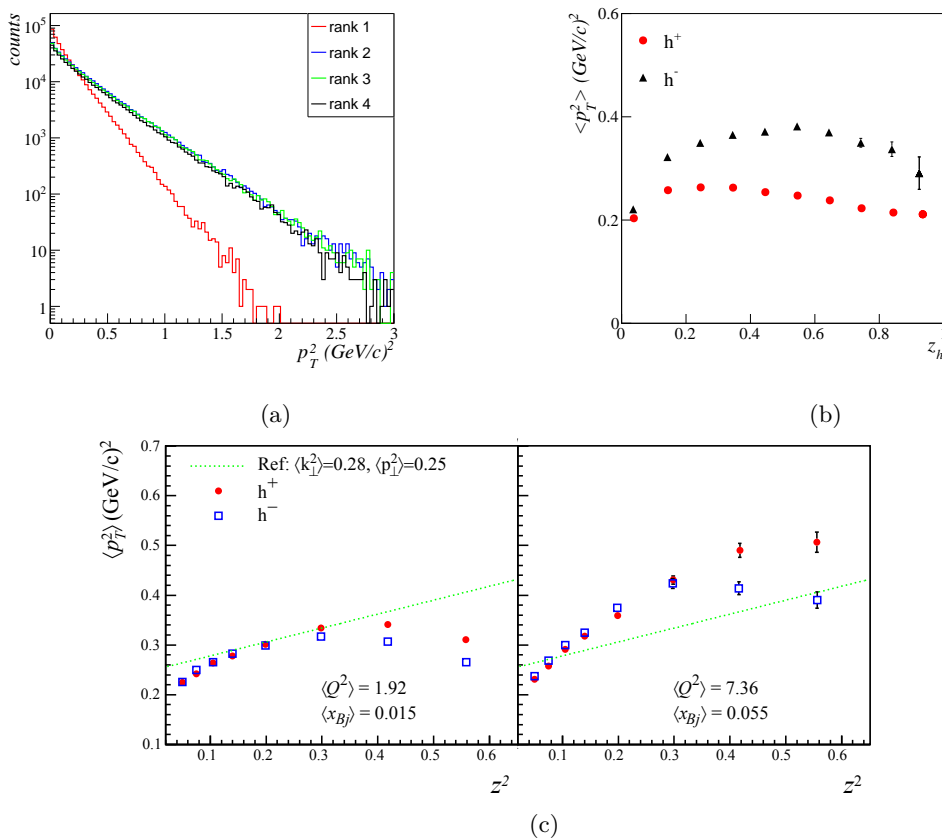 counts
10^5
10^4
10^3
10^2
10
1
rank 1
rank 2
rank 3
rank 4
0 0.5 1 1.5 2 2.5 3
p_T^2 (GeV/c)^2
(a)
<p_T^2> (GeV/c)^2
0.6
0.4
0.2
0
h^+
h^-
0 0.2 0.4 0.6 0.8
z_h
(b)
⟨p_T^2⟩ (GeV/c)^2
0.7
0.6
0.5
0.4
0.3
0.2
0.1
Ref: ⟨k_⊥^2⟩=0.28, ⟨p_⊥^2⟩=0.25
h^+
h^−
⟨Q^2⟩ = 1.92
⟨x_Bj⟩ = 0.015
0.1 0.2 0.3 0.4 0.5 0.6
z^2
⟨Q^2⟩ = 7.36
⟨x_Bj⟩ = 0.055
0.1 0.2 0.3 0.4 0.5 0.6
z^2
(c)